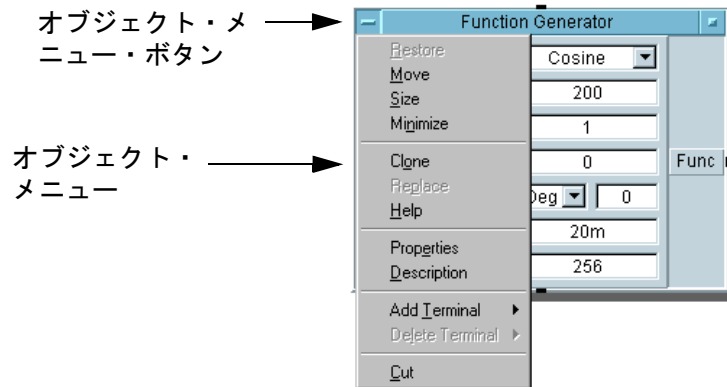 オブジェクト・メ
ニュー・ボタン
オブジェクト・
メニュー
Function Generator
Restore
Move
Size
Minimize
Clone
Replace
Help
Properties
Description
Add Terminal
Delete Terminal
Cut
Cosine
200
1
0
Deg 0
20m
256
Func